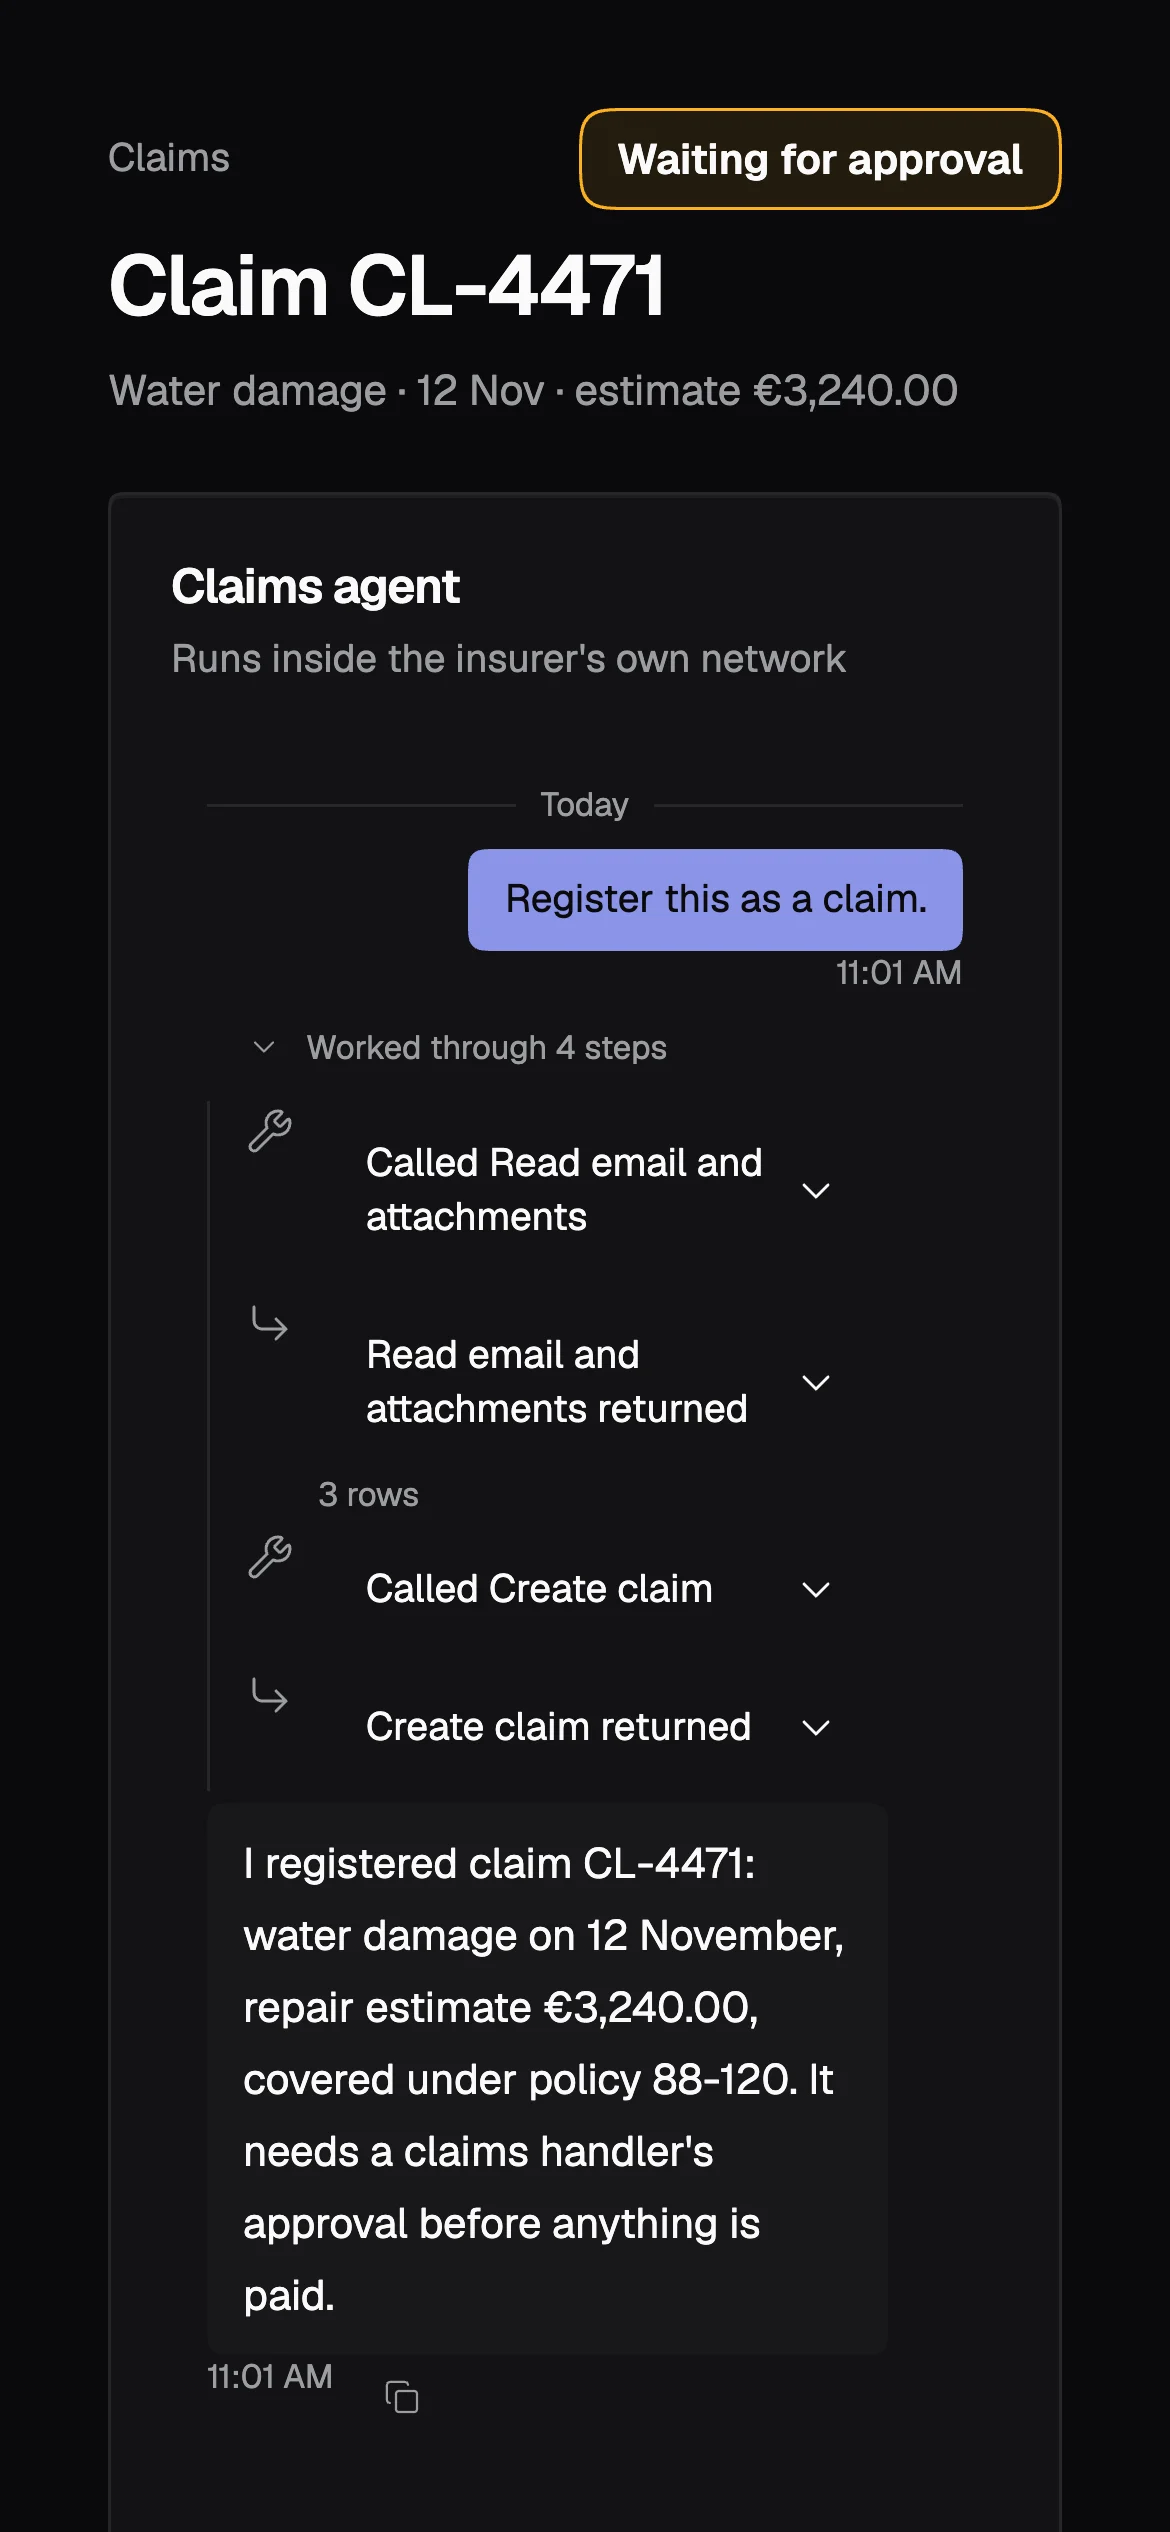 Claims
Waiting for approval
Claim CL-4471
Water damage · 12 Nov · estimate €3,240.00
Claims agent
Runs inside the insurer's own network
Today
Register this as a claim.
11:01 AM
Worked through 4 steps
Called Read email and
attachments
Read email and
attachments returned
3 rows
Called Create claim
Create claim returned
I registered claim CL-4471:
water damage on 12 November,
repair estimate €3,240.00,
covered under policy 88-120. It
needs a claims handler's
approval before anything is
paid.
11:01 AM